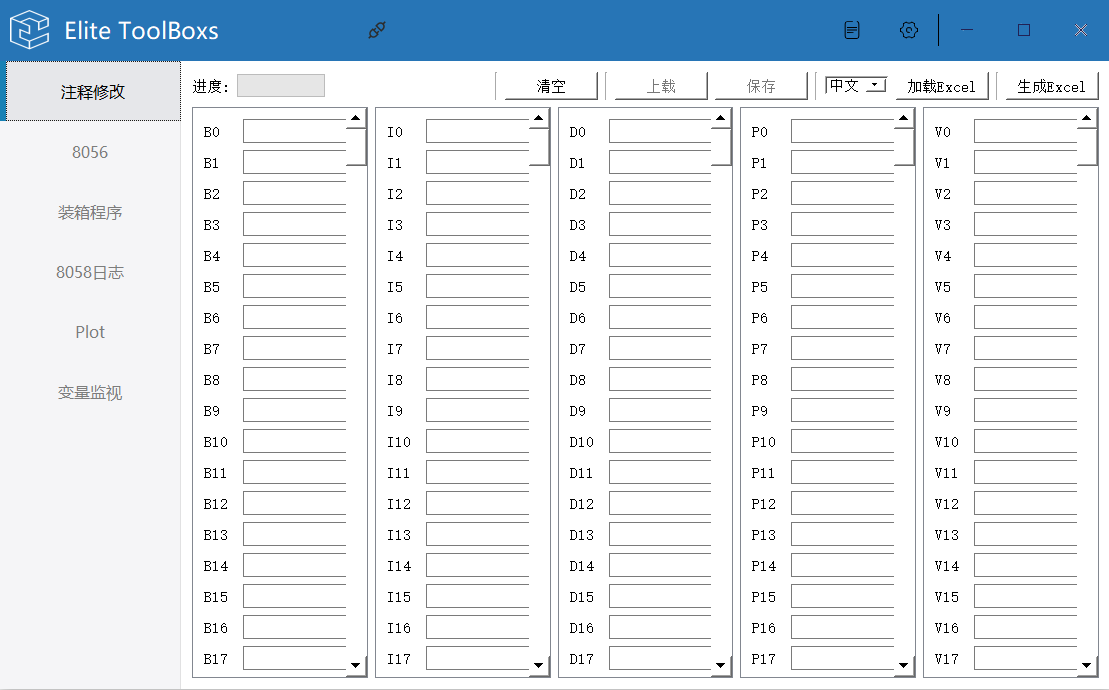 Elite ToolBoxs
注释修改
8056
装箱程序
8058日志
Plot
变量监视
进度: 清空 上载 保存 中文 加载Excel 生成Excel
B0 I0 D0 P0 V0
B1 I1 D1 P1 V1
B2 I2 D2 P2 V2
B3 I3 D3 P3 V3
B4 I4 D4 P4 V4
B5 I5 D5 P5 V5
B6 I6 D6 P6 V6
B7 I7 D7 P7 V7
B8 I8 D8 P8 V8
B9 I9 D9 P9 V9
B10 I10 D10 P10 V10
B11 I11 D11 P11 V11
B12 I12 D12 P12 V12
B13 I13 D13 P13 V13
B14 I14 D14 P14 V14
B15 I15 D15 P15 V15
B16 I16 D16 P16 V16
B17 I17 D17 P17 V17